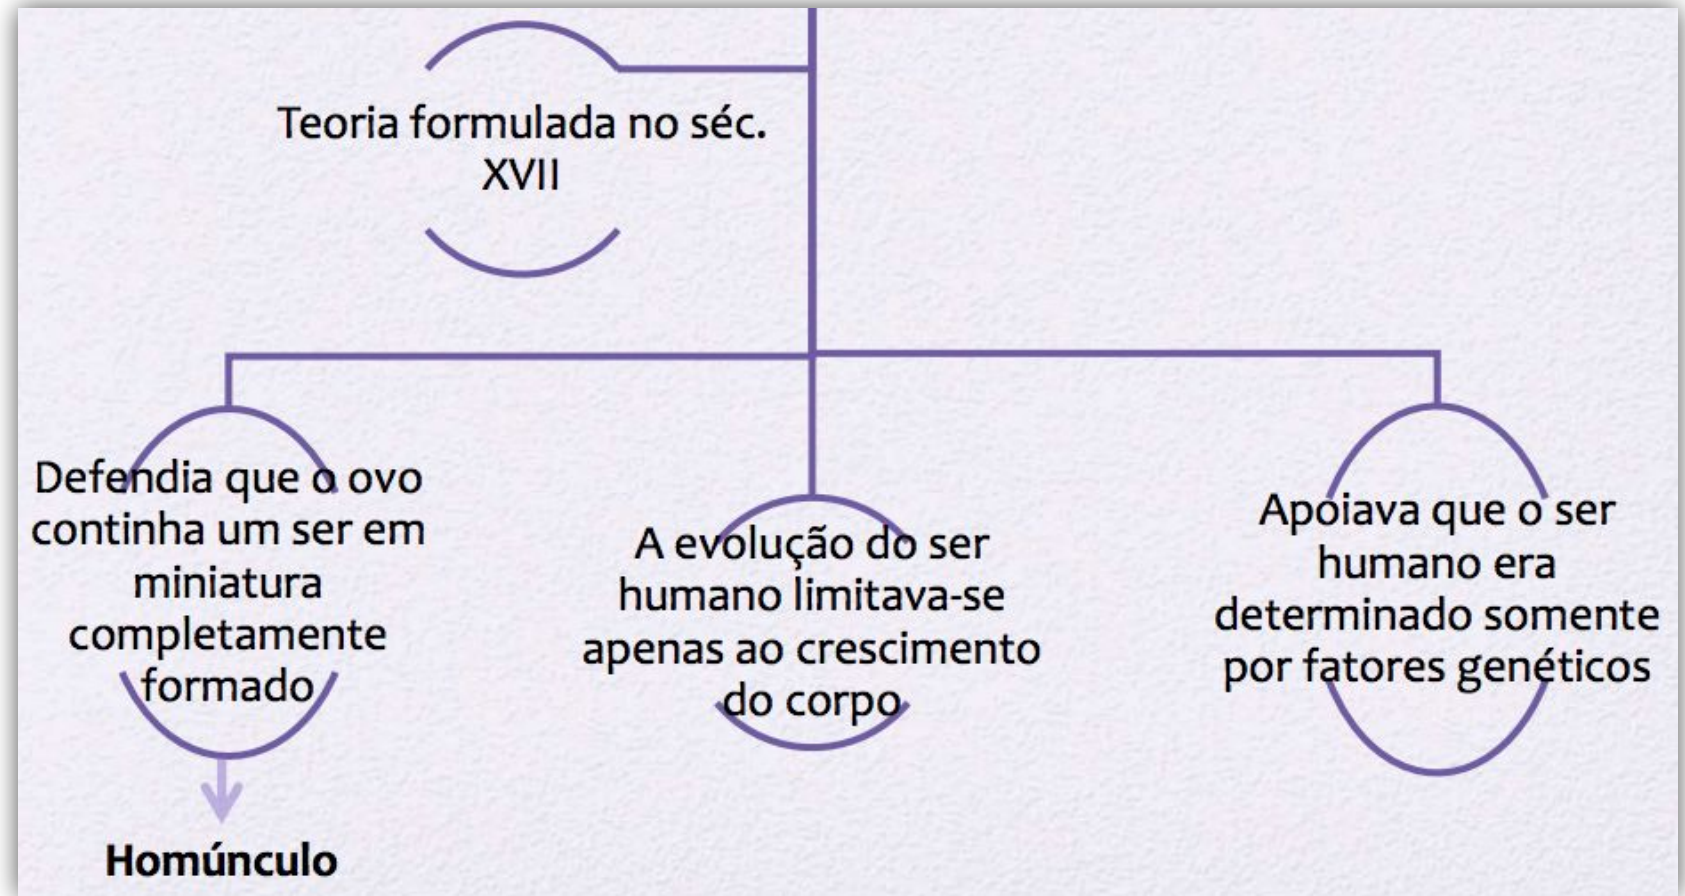 Teoria formulada no séc.
XVII
Defendia que o ovo
continha um ser em
miniatura
completamente
formado
Homúnculo
A evolução do ser
humano limitava-se
apenas ao crescimento
do corpo
Apoiava que o ser
humano era
determinado somente
por fatores genéticos